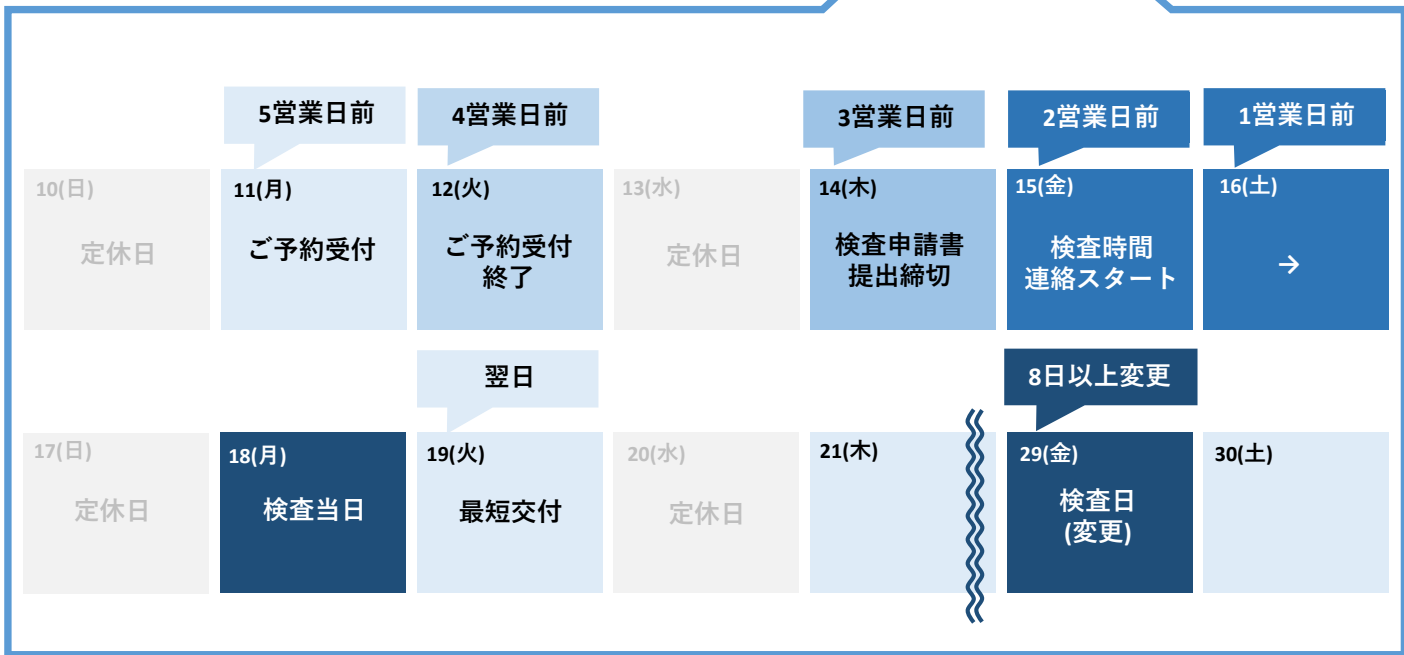 5営業日前
4営業日前
3営業日前
2営業日前
1営業日前
10(日)
定休日
11(月)
ご予約受付
12(火)
ご予約受付
終了
13(水)
定休日
14(木)
検査申請書
提出締切
15(金)
検査時間
連絡スタート
16(土)
→
翌日
8日以上変更
17(日)
定休日
18(月)
検査当日
19(火)
最短交付
20(水)
定休日
21(木)
29(金)
検査日
(変更)
30(土)